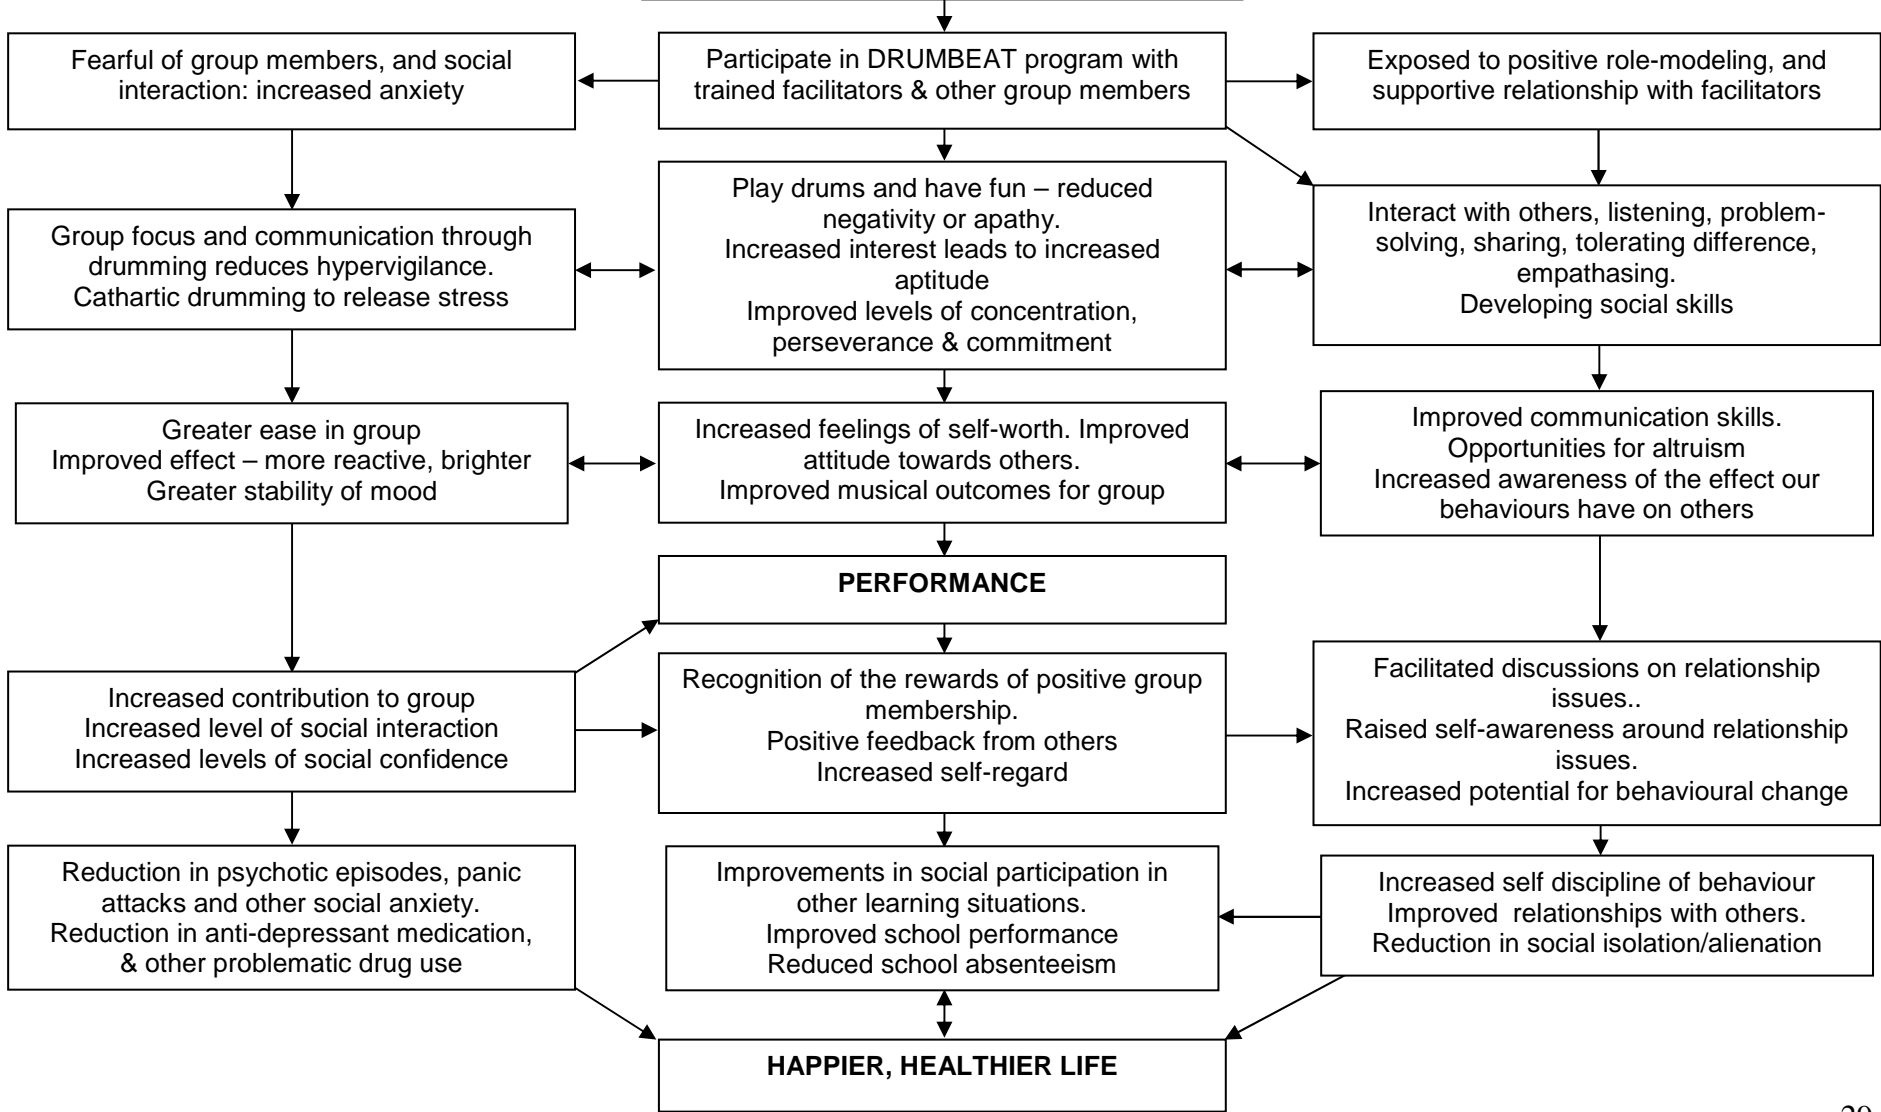 Fearful of group members, and social
interaction: increased anxiety
Participate in DRUMBEAT program with
trained facilitators & other group members
Exposed to positive role-modeling, and
supportive relationship with facilitators
Group focus and communication through
drumming reduces hypervigilance.
Cathartic drumming to release stress
Play drums and have fun – reduced
negativity or apathy.
Increased interest leads to increased
aptitude
Improved levels of concentration,
perseverance & commitment
Interact with others, listening, problem-
solving, sharing, tolerating difference,
empathasing.
Developing social skills
Greater ease in group
Improved effect – more reactive, brighter
Greater stability of mood
Increased feelings of self-worth. Improved
attitude towards others.
Improved musical outcomes for group
Improved communication skills.
Opportunities for altruism
Increased awareness of the effect our
behaviours have on others
PERFORMANCE
Increased contribution to group
Increased level of social interaction
Increased levels of social confidence
Recognition of the rewards of positive group
membership.
Positive feedback from others
Increased self-regard
Facilitated discussions on relationship
issues..
Raised self-awareness around relationship
issues.
Increased potential for behavioural change
Reduction in psychotic episodes, panic
attacks and other social anxiety.
Reduction in anti-depressant medication,
& other problematic drug use
Improvements in social participation in
other learning situations.
Improved school performance
Reduced school absenteeism
Increased self discipline of behaviour
Improved  relationships with others.
Reduction in social isolation/alienation
HAPPIER, HEALTHIER LIFE